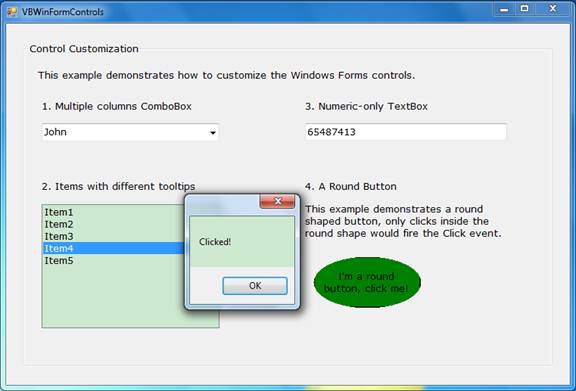 VBWinFormControls
Control Customization
This example demonstrates how to customize the Windows Forms controls.
1. Multiple columns ComboBox
John
3. Numeric-only TextBox
65487413
2. Items with different tooltips
Item1
Item2
Item3
Item4
Item5
Clicked!
OK
4. A Round Button
This example demonstrates a round
shaped button, only clicks inside the
round shape would fire the Click event.
I'm a round
button, click me!